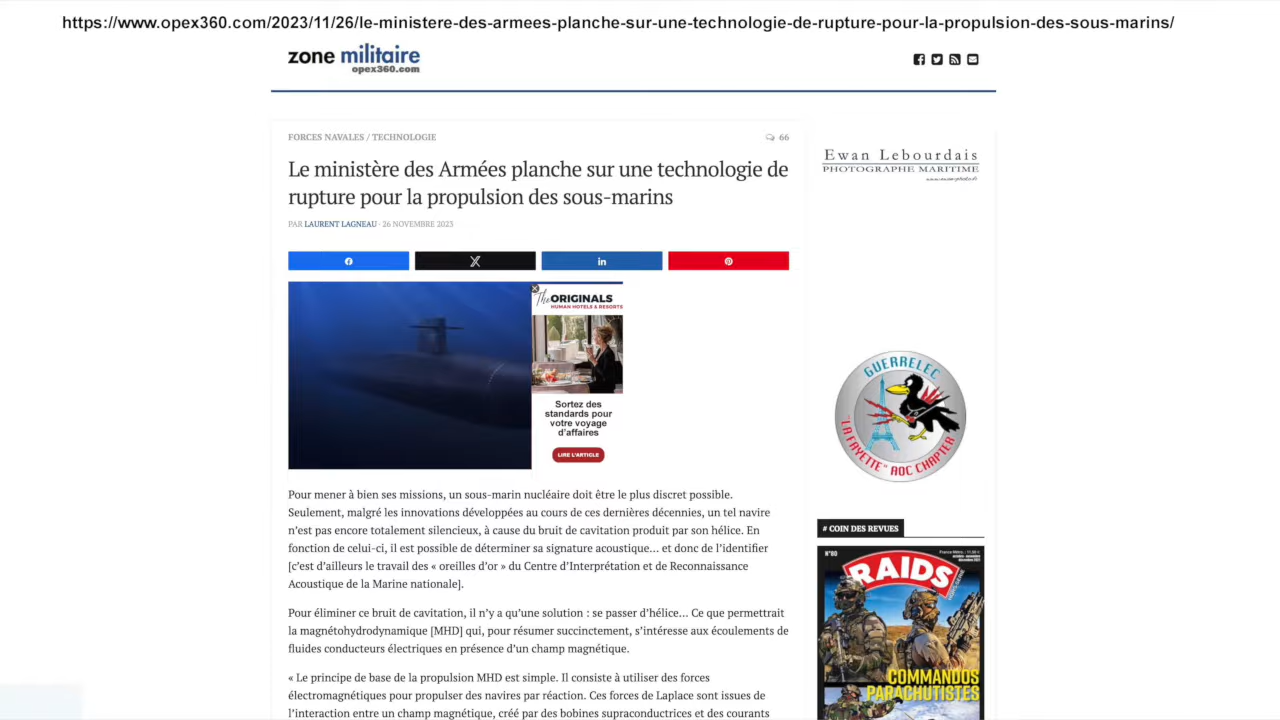 https://www.opex360.com/2023/11/26/le-ministere-des-armees-planche-sur-une-technologie-de-rupture-pour-la-propulsion-des-sous-marins/
zone militaire
opex360.com
FORCES NAVALES / TECHNOLOGIE
66
Le ministère des Armées planche sur une technologie de
rupture pour la propulsion des sous-marins
PAR LAURENT LAGNEAU · 26 NOVEMBRE 2023
The ORIGINALS
HUMAN HOTELS & RESORTS
Sortez des
standards pour
votre voyage
d'affaires
LIRE L'ARTICLE
Pour mener à bien ses missions, un sous-marin nucléaire doit être le plus discret possible.
Seulement, malgré les innovations développées au cours de ces dernières décennies, un tel navire
n'est pas encore totalement silencieux, à cause du bruit de cavitation produit par son hélice. En
fonction de celui-ci, il est possible de déterminer sa signature acoustique… et donc de l'identifier
[c'est d'ailleurs le travail des « oreilles d'or » du Centre d'Interprétation et de Reconnaissance
Acoustique de la Marine nationale].
Pour éliminer ce bruit de cavitation, il n'y a qu'une solution : se passer d'hélice… Ce que permettrait
la magnétohydrodynamique [MHD] qui, pour résumer succinctement, s'intéresse aux écoulements de
fluides conducteurs électriques en présence d'un champ magnétique.
« Le principe de base de la propulsion MHD est simple. Il consiste à utiliser des forces
électromagnétiques pour propulser des navires par réaction. Ces forces de Laplace sont issues de
l'interaction entre un champ magnétique, créé par des bobines supraconductrices et des courants
Ewan Lebourdais
PHOTOGRAPHE MARITIME
GUERRELEC
"LA FAYETTE" AOC CHAPTER
# COIN DES REVUES
N°80
RAIDS
COMMANDOS
PARACHUTISTES